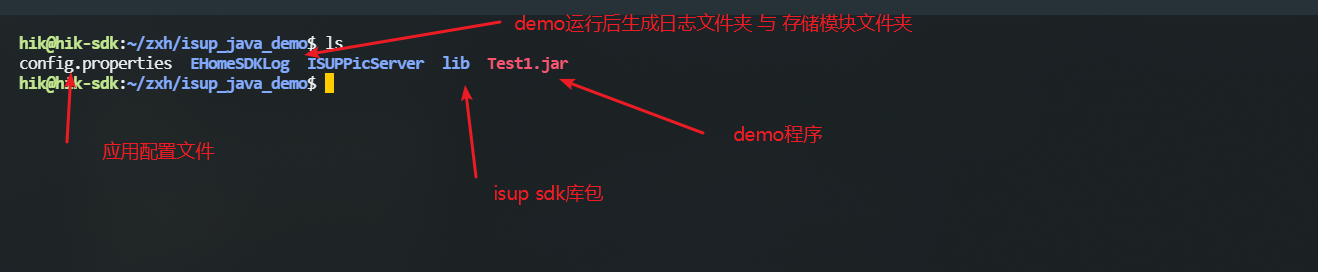 demo运行后生成日志文件夹 与 存储模块文件夹
hik@hik-sdk:~/zxh/isup_java_demo$ ls
config.properties EHomeSDKLog ISUPPicServer lib Test1.jar
hik@hik-sdk:~/zxh/isup_java_demo$
demo程序
应用配置文件
isup sdk库包